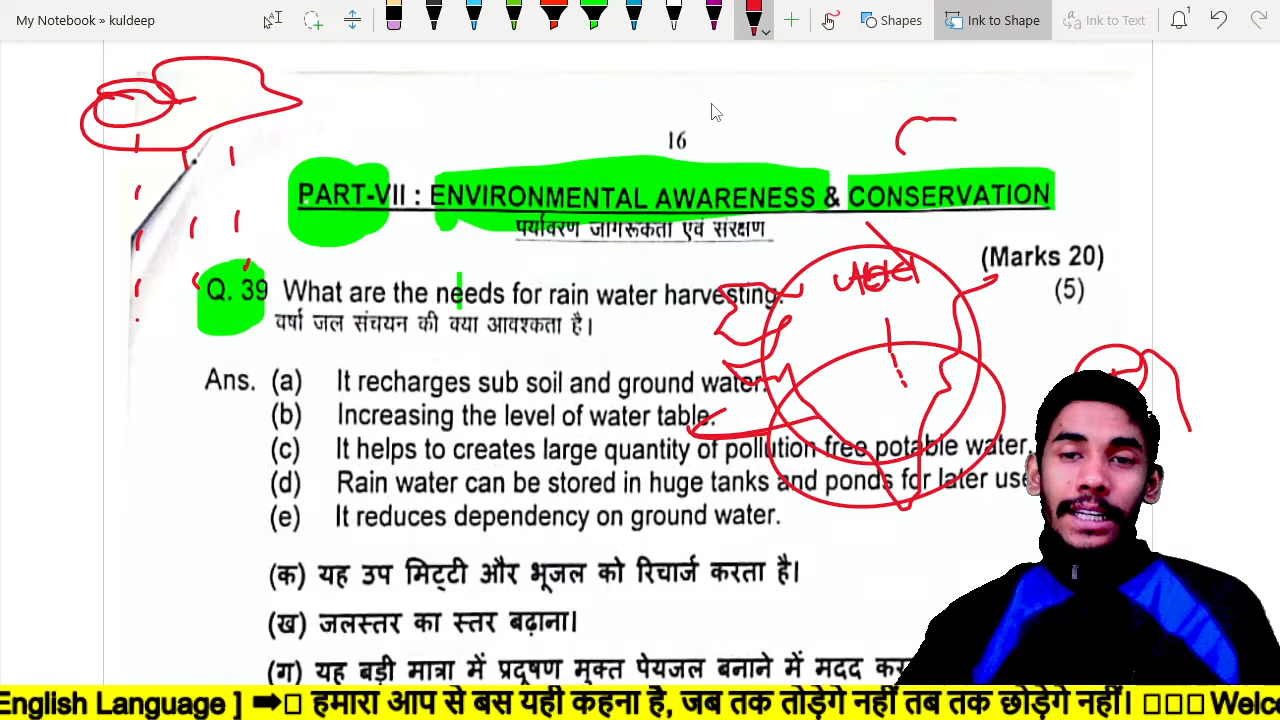 My Notebook » kuldeep
Shapes
Ink to Shape
Ink to Text
1
16
PART-VII : ENVIRONMENTAL AWARENESS & CONSERVATION
पर्यावरण जागरूकता एवं संरक्षण
(Marks 20)
Q. 39 What are the needs for rain water harvesting.
(5)
वर्षा जल संचयन की क्या आवश्कता है।
Ans. (a) It recharges sub soil and ground water.
(b) Increasing the level of water table.
(c) It helps to creates large quantity of pollution free potable water.
(d) Rain water can be stored in huge tanks and ponds for later use
(e) It reduces dependency on ground water.
(क) यह उप मिट्टी और भूजल को रिचार्ज करता है।
(ख) जलस्तर का स्तर बढ़ाना।
(ग) यह बड़ी मात्रा में प्रदूषण मुक्त पेयजल बनाने में मदद
English Language ] ➡ हमारा आप से बस यही कहना है, जब तक तोड़ेगे नहीं तब तक छोड़ेगे नहीं। Welc